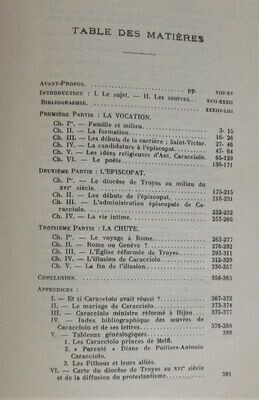 TABLE DES MATIÈRES
AVANT-PROPOS. pp. XIII-XV
INTRODUCTION : I. Le sujet. — II. Les sources. XVII-XXXII
BIBLIOGRAPHIE. XXXIII-LIII
PREMIÈRE PARTIE : LA VOCATION.
Ch. Ier. — Famille et milieu 3- 15
Ch. II. — La formation 16- 26
Ch. III. — Les débuts de la carrière : Saint-Victor. 27- 46
Ch. IV. — La candidature à l'épiscopat. 47- 64
Ch. V. — Les idées religieuses d'Ant. Caracciolo. 65-129
Ch. VI. — Le poète. 130-171
DEUXIÈME PARTIE : L'EPISCOPAT.
Ch. Ier. — Le diocèse de Troyes au milieu du
XVIe siècle. 175-215
Ch. II. — Les débuts de l'épiscopat. 216-231
Ch. III. — L'administration épiscopale de Ca-
racciolo. 232-252
Ch. IV. — La vie intime. 253-260
TROISIÈME PARTIE : LA CHUTE.
Ch. Ier. — Le voyage à Rome 263-277
Ch. II. — Rome ou Genève ? 278-292
Ch. III. — L'Eglise réformée de Troyes 293-311
Ch. IV. — L'illusion de Caracciolo 312-329
Ch. V. — La fin de l'illusion. 330-357
CONCLUSION. 358-363
APPENDICES :
I. — Et si Caracciolo avait réussi ? 367-372
II. — Le mariage de Caracciolo. 373-374
III. — Caracciolo ministre réformé à Dijon. 374-377
IV. — Index bibliographique des œuvres de
Caracciolo et de ses lettres. 378-388
V. — Tableaux généalogiques 389
1. Les Caracciolo princes de Melfi.
2. « Parenté » Diane de Poitiers-Antonio
Caracciolo.
3. Les Pithous et leurs alliés.
VI. — Carte du diocèse de Troyes au XVIe siècle
et de la diffusion du protestantisme 391